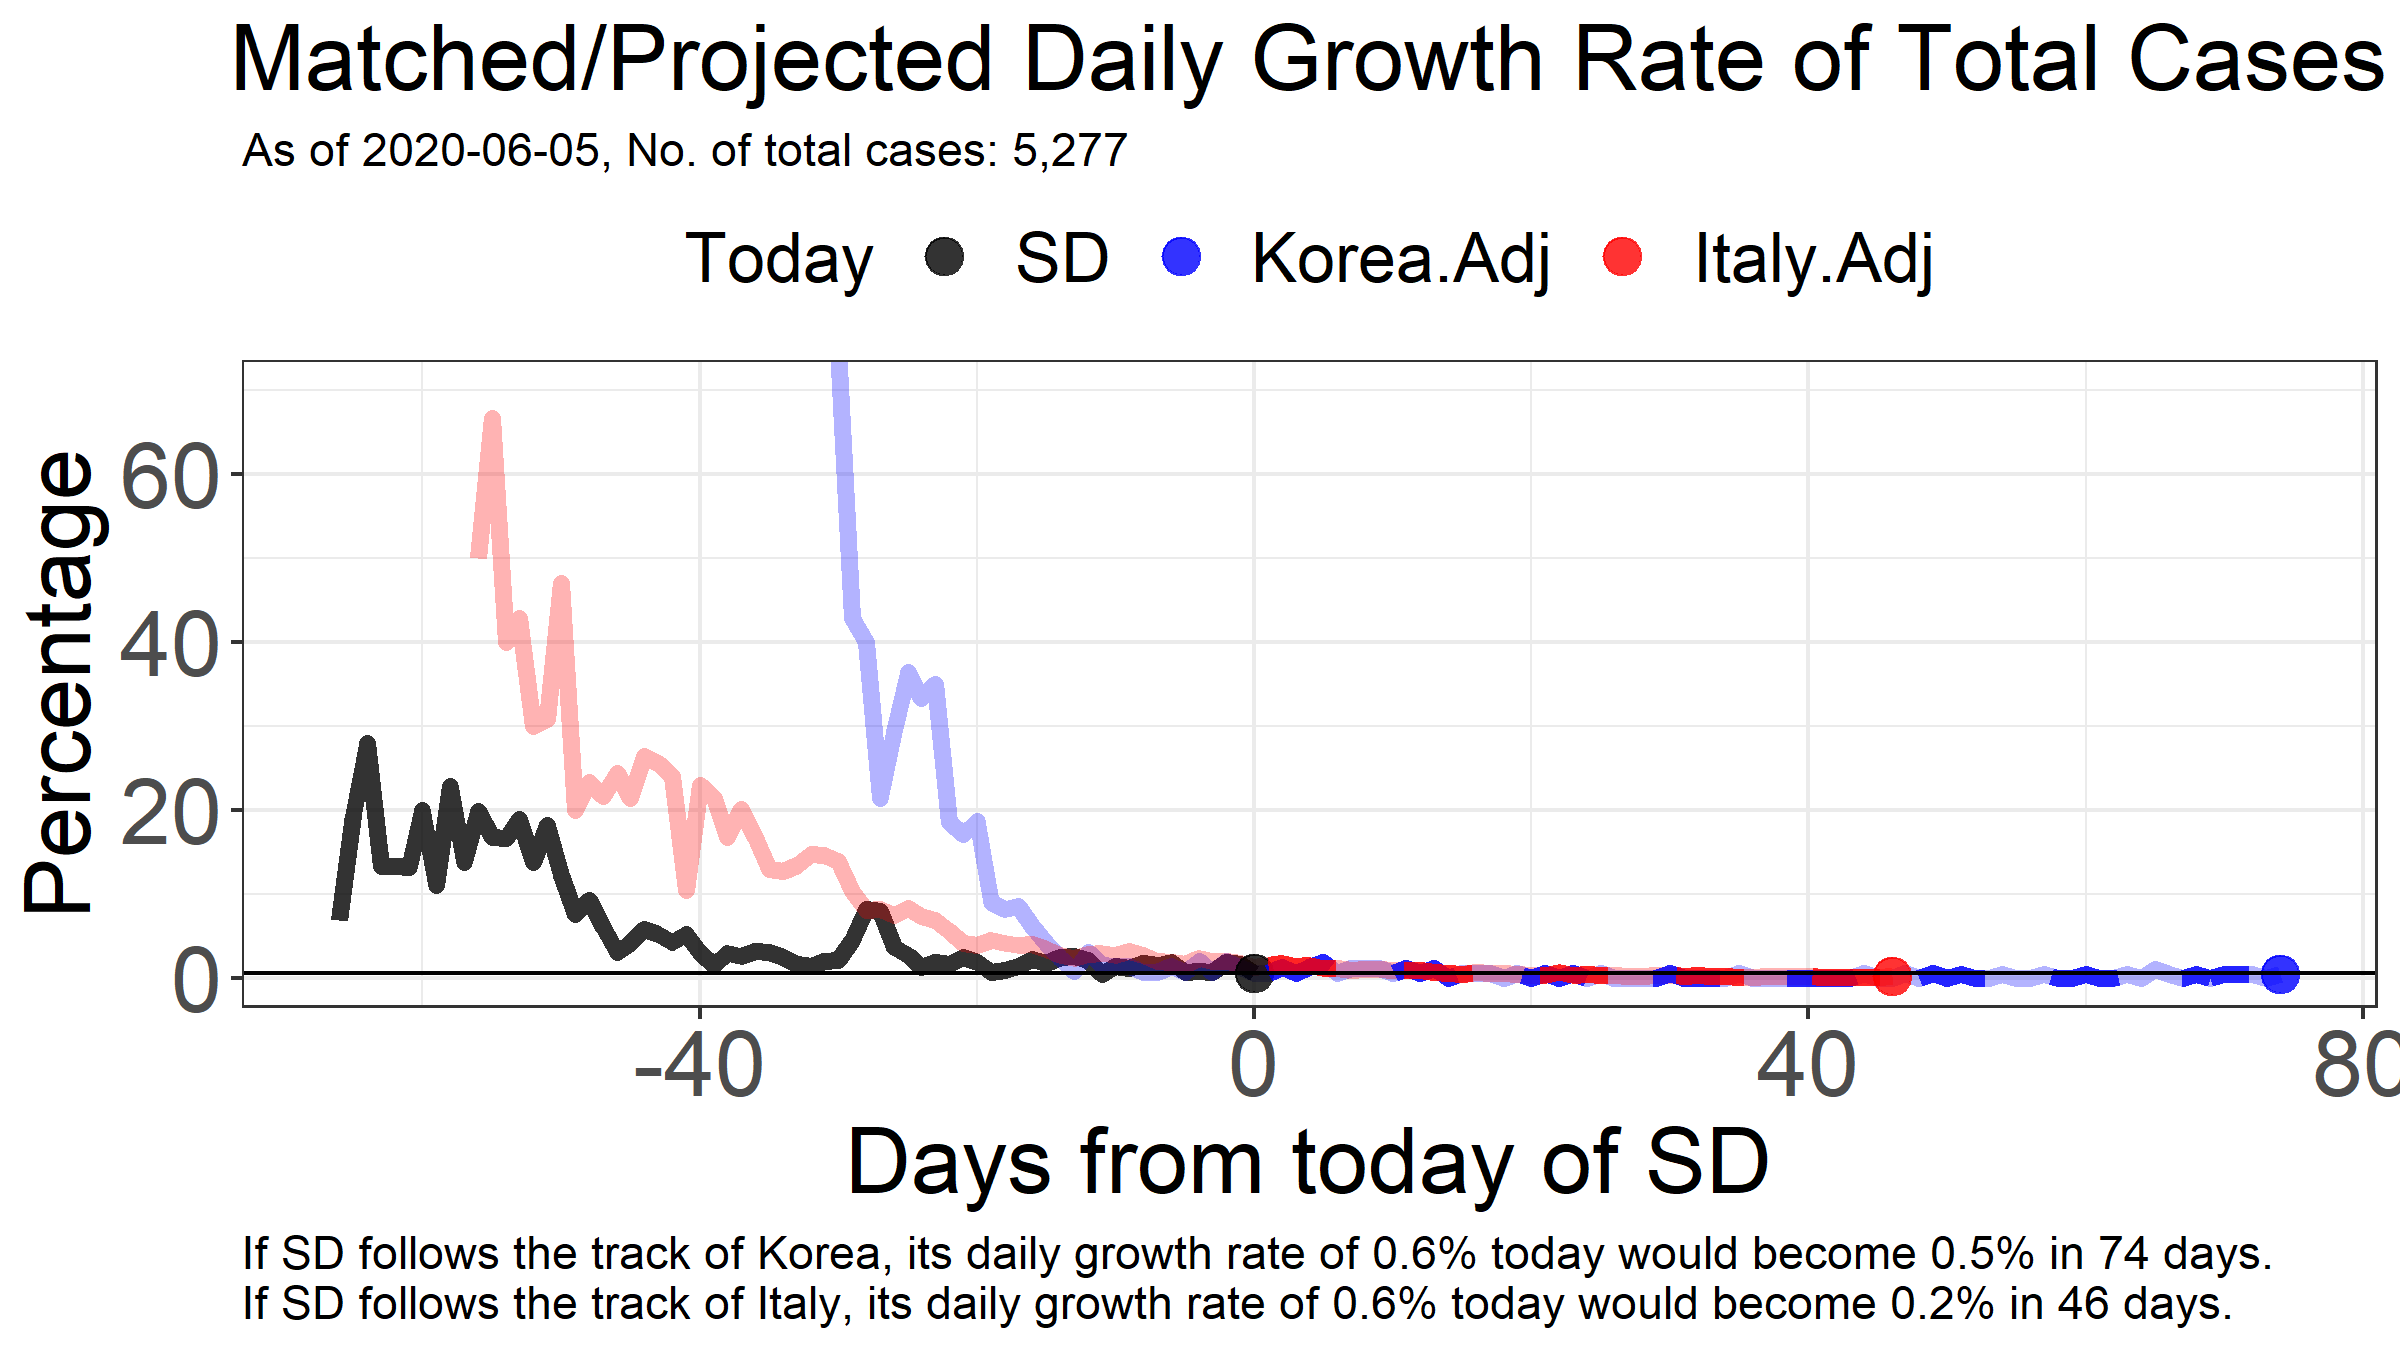 Matched/Projected Daily Growth Rate of Total Cases
As of 2020-06-05, No. of total cases: 5,277
Today SD Korea.Adj Italy.Adj
Percentage
60
40
20
0
-40 0 40 80
Days from today of SD
If SD follows the track of Korea, its daily growth rate of 0.6% today would become 0.5% in 74 days.
If SD follows the track of Italy, its daily growth rate of 0.6% today would become 0.2% in 46 days.